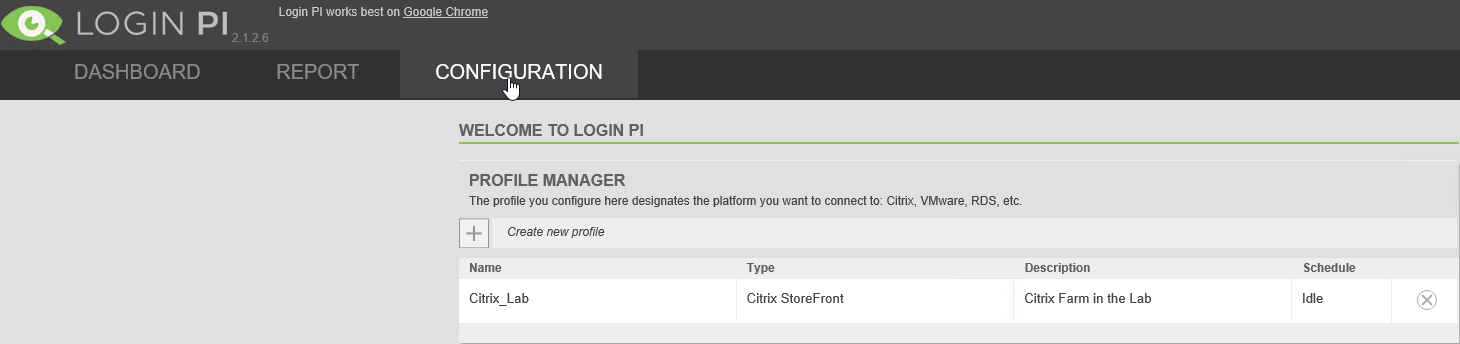 Login PI works best on Google Chrome
LOGIN PI 2.1.2.6
DASHBOARD REPORT CONFIGURATION
WELCOME TO LOGIN PI
PROFILE MANAGER
The profile you configure here designates the platform you want to connect to: Citrix, VMware, RDS, etc.
Create new profile
Name Type Description Schedule
Citrix_Lab Citrix StoreFront Citrix Farm in the Lab Idle